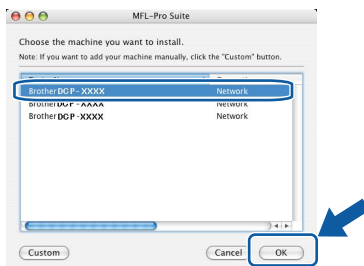 MFL-Pro Suite
Choose the machine you want to install.
Note: If you want to add your machine manually, click the "Custom" button.
Brother DCP-XXXX Network
Brother DCP-XXXX Network
Brother DCP-XXXX Network
Custom Cancel OK